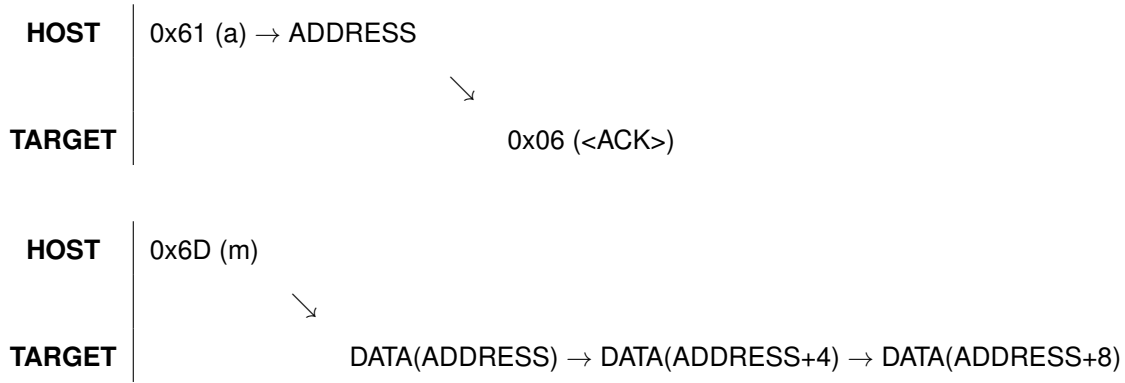 HOST 0x61 (a) → ADDRESS
↘
TARGET 0x06 (<ACK>)
HOST 0x6D (m)
↘
TARGET DATA(ADDRESS) → DATA(ADDRESS+4) → DATA(ADDRESS+8)